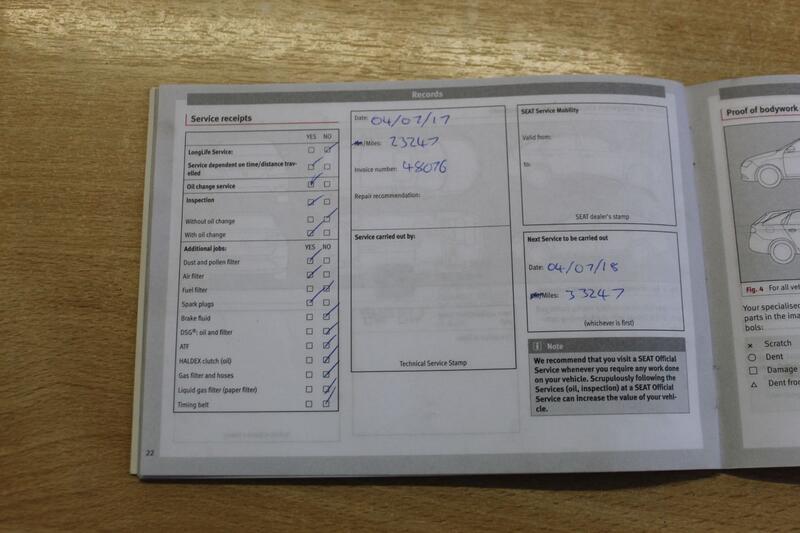 Records
Service receipts
YES NO
LongLife Service:
Service dependent on time/distance trav-
elled
Oil change service
Inspection
Without oil change
With oil change
Additional jobs: YES NO
Dust and pollen filter
Air filter
Fuel filter
Spark plugs
Brake fluid
DSG®: oil and filter
ATF
HALDEX clutch (oil)
Gas filter and hoses
Liquid gas filter (paper filter)
Timing belt
22
Date: 04/07/17
/Miles: 23247
Invoice number: 48076
Repair recommendation:
Service carried out by:
Technical Service Stamp
SEAT Service Mobility
Valid from:
to:
SEAT dealer's stamp
Next Service to be carried out
Date: 04/07/18
/Miles: 33247
(whichever is first)
Note
We recommend that you visit a SEAT Official
Service whenever you require any work done
on your vehicle. Scrupulously following the
Services (oil, inspection) at a SEAT Official
Service can increase the value of your vehi-
cle.
Proof of bodywork
Fig. 4 For all
Your specialised
parts in the
bols:
× Scratch
Dent
Damage
Dent